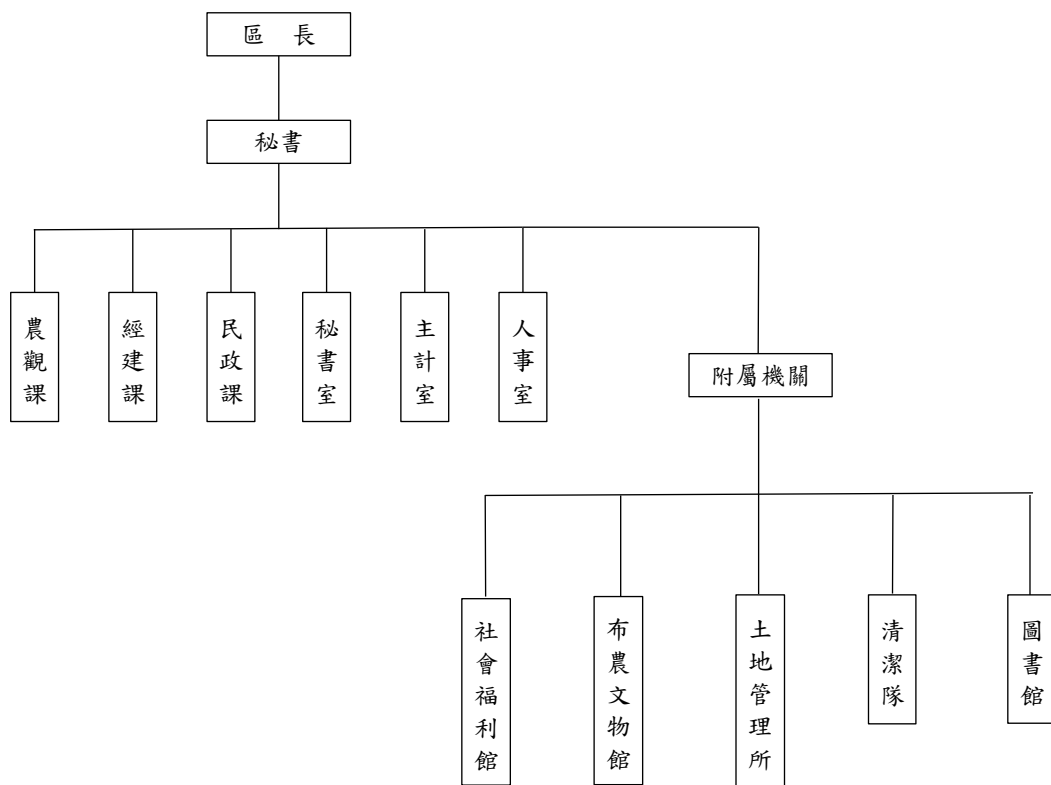 區 長
秘書
農觀課
經建課
民政課
秘書室
主計室
人事室
附屬機關
社會福利館
布農文物館
土地管理所
清潔隊
圖書館